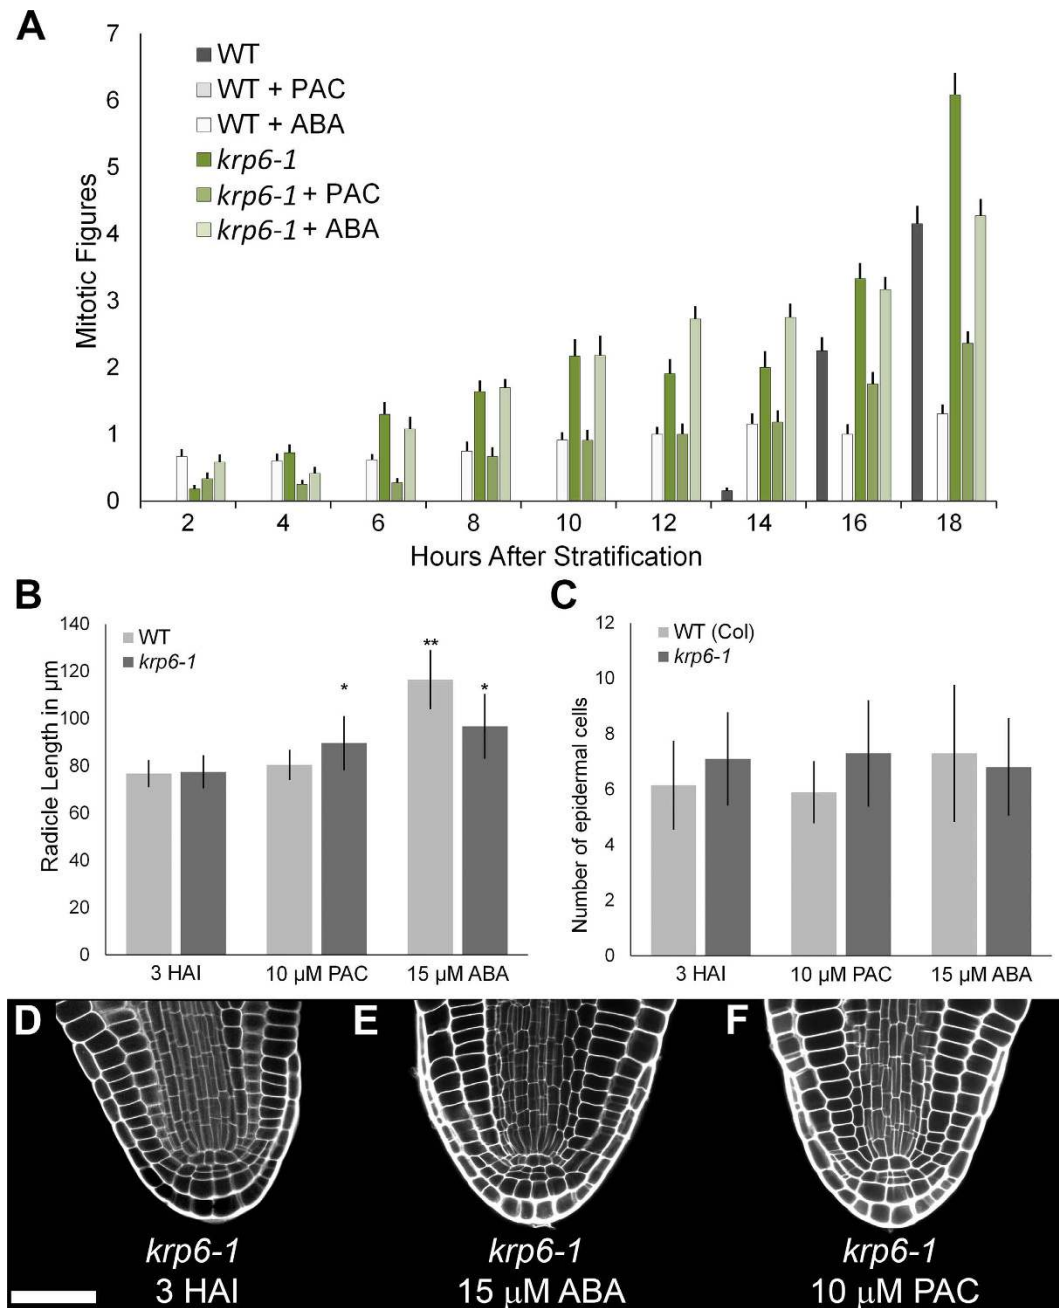 A
7
6
5
4
3
2
1
0
Mitotic Figures
WT
WT + PAC
WT + ABA
krp6-1
krp6-1 + PAC
krp6-1 + ABA
2 4 6 8 10 12 14 16 18
Hours After Stratification
B
140
120
100
80
60
40
20
0
Radicle Length in µm
WT
krp6-1
*
**
*
3 HAI 10 µM PAC 15 µM ABA
C
12
10
8
6
4
2
0
Number of epidermal cells
WT (Col)
krp6-1
3 HAI 10 µM PAC 15 µM ABA
D
krp6-1
3 HAI
E
krp6-1
15 µM ABA
F
krp6-1
10 µM PAC